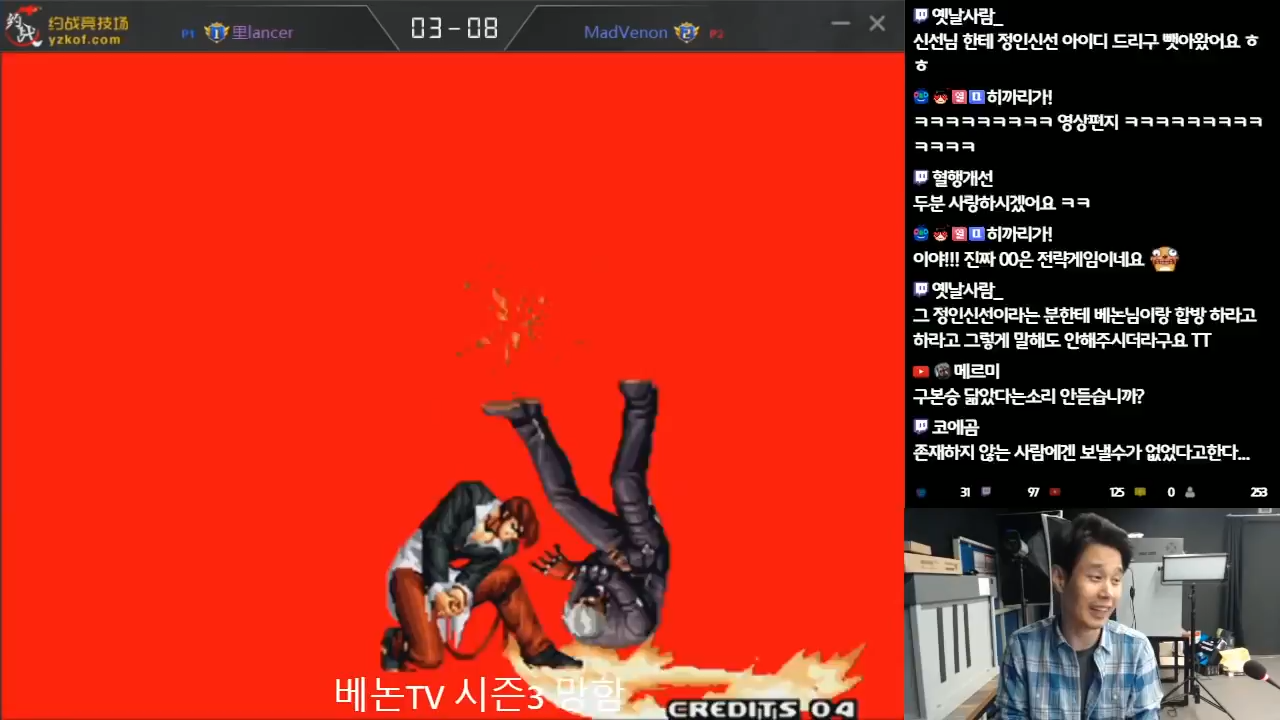 约战竞技场
yzkof.com
P1
1
里lancer
03-08
MadVenon
2
P2
옛날사람_
신선님 한테 정인신선 아이디 드리구 뺏아왔어요 ㅎ
ㅎ
열
히까리가!
ㅋㅋㅋㅋㅋㅋㅋㅋㅋ 영상편지 ㅋㅋㅋㅋㅋㅋㅋㅋㅋ
ㅋㅋㅋㅋ
혈행개선
두분 사랑하시겠어요 ㅋㅋ
열
히까리가!
이야!!! 진짜 00은 전략게임이네요
옛날사람_
그 정인신선이라는 분한테 베논님이랑 합방 하라고
하라고 그렇게 말해도 안해주시더라구요 TT
메르미
구본승 닮았다는소리 안듣습니까?
코에곰
존재하지 않는 사람에겐 보낼수가 없었다고한다...
31 97 125 0 253
베논TV 시즌3 망함
CREDITS 04